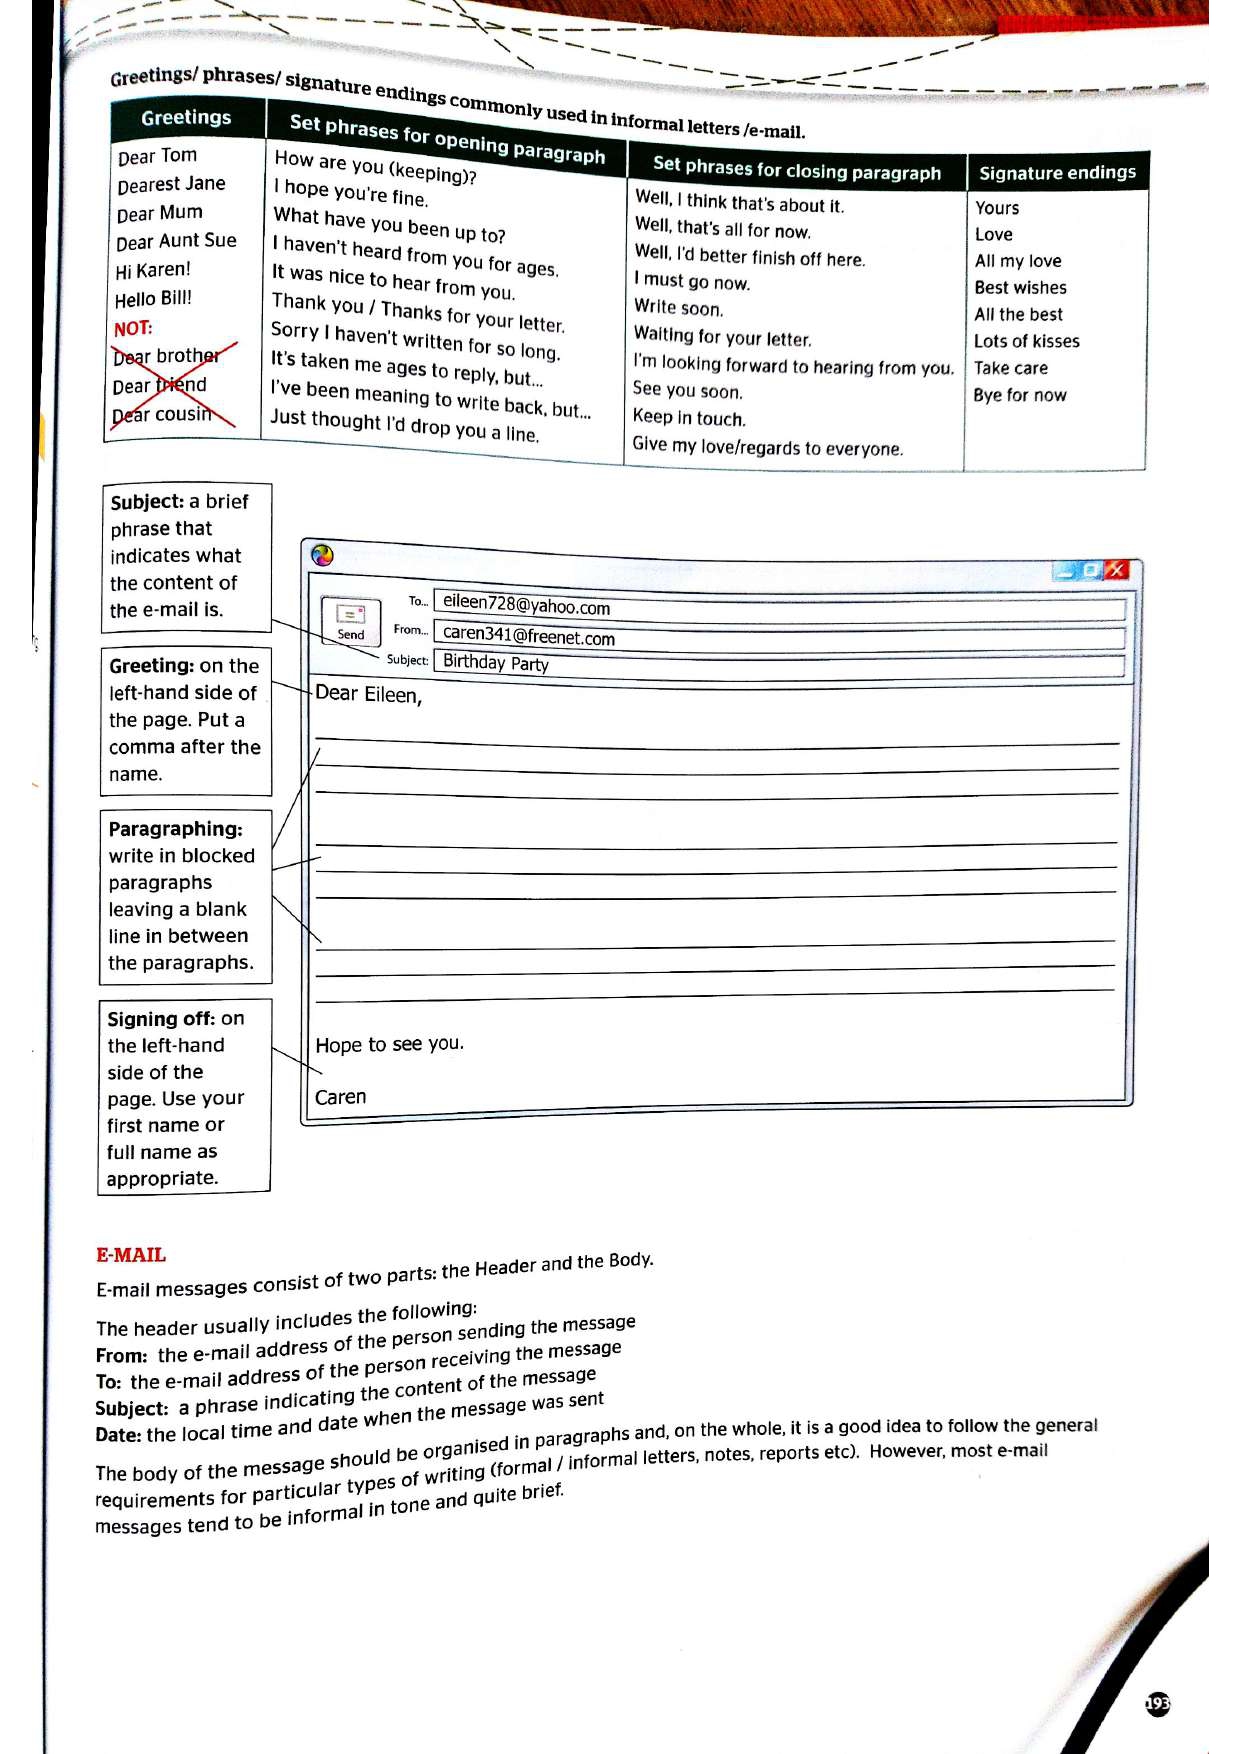 Greetings/ phrases/ signature endings commonly used in informal letters /e-mail.
Greetings
Dear Tom
Dearest Jane
Dear Mum
Dear Aunt Sue
Hi Karen!
Hello Bill!
NOT:
Dear brother
Dear friend
Dear cousin
Set phrases for opening paragraph
How are you (keeping)?
I hope you're fine.
What have you been up to?
I haven't heard from you for ages.
It was nice to hear from you.
Thank you / Thanks for your letter.
Sorry I haven't written for so long.
It's taken me ages to reply, but...
I've been meaning to write back, but...
Just thought I'd drop you a line.
Set phrases for closing paragraph
Well, I think that's about it.
Well, that's all for now.
Well, I'd better finish off here.
I must go now.
Write soon.
Waiting for your letter.
I'm looking forward to hearing from you.
See you soon.
Keep in touch.
Give my love/regards to everyone.
Signature endings
Yours
Love
All my love
Best wishes
All the best
Lots of kisses
Take care
Bye for now
Subject: a brief
phrase that
indicates what
the content of
the e-mail is.
Greeting: on the
left-hand side of
the page. Put a
comma after the
name.
Paragraphing:
write in blocked
paragraphs
leaving a blank
line in between
the paragraphs.
Signing off: on
the left-hand
side of the
page. Use your
first name or
full name as
appropriate.
Send
To... eileen728@yahoo.com
From... caren341@freenet.com
Subject: Birthday Party
Dear Eileen,
Hope to see you.
Caren
E-MAIL
E-mail messages consist of two parts: the Header and the Body.
The header usually includes the following:
From: the e-mail address of the person sending the message
To: the e-mail address of the person receiving the message
Subject: a phrase indicating the content of the message
Date: the local time and date when the message was sent
The body of the message should be organised in paragraphs and, on the whole, it is a good idea to follow the general
requirements for particular types of writing (formal / informal letters, notes, reports etc). However, most e-mail
messages tend to be informal in tone and quite brief.
193